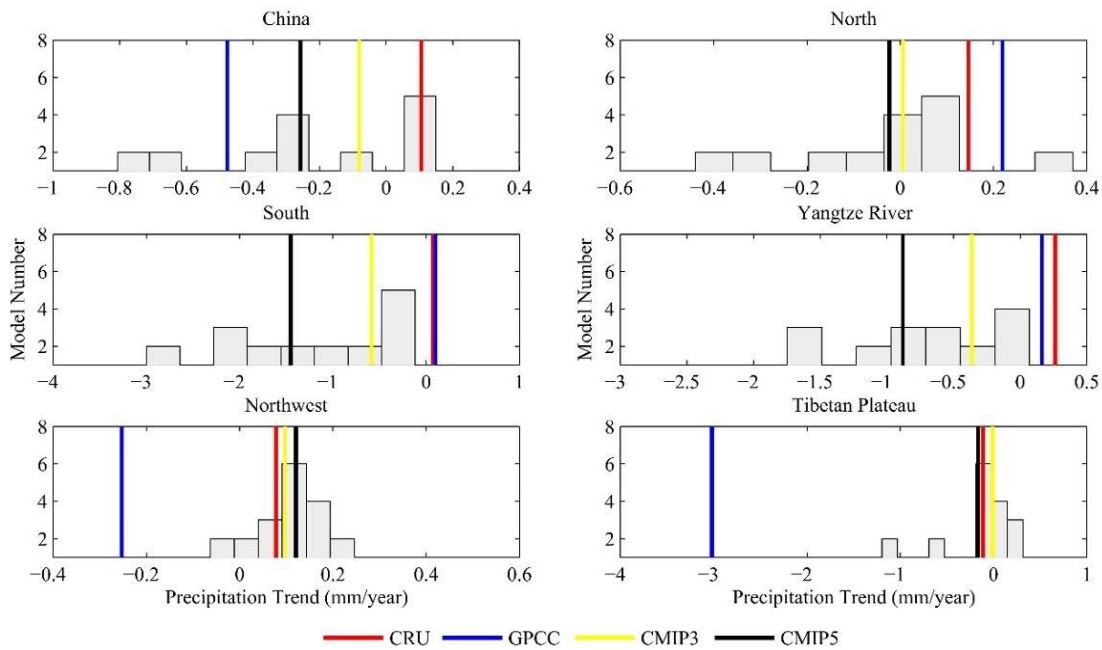 China
North
8
6
4
2
−1 −0.8 −0.6 −0.4 −0.2 0 0.2 0.4
8
6
4
2
−0.6 −0.4 −0.2 0 0.2 0.4
South
Yangtze River
Model Number
8
6
4
2
−4 −3 −2 −1 0 1
Model Number
8
6
4
2
−3 −2.5 −2 −1.5 −1 −0.5 0 0.5
Northwest
Tibetan Plateau
8
6
4
2
−0.4 −0.2 0 0.2 0.4 0.6
Precipitation Trend (mm/year)
8
6
4
2
−4 −3 −2 −1 0 1
Precipitation Trend (mm/year)
CRU GPCC CMIP3 CMIP5